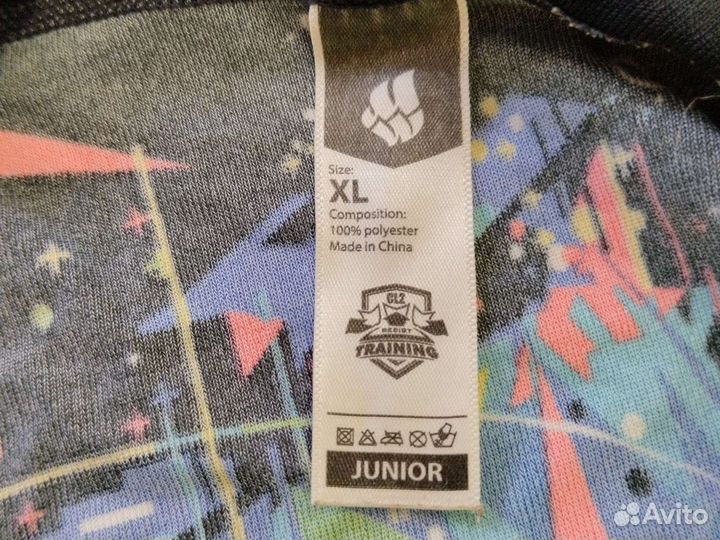 Size:
XL
Composition:
100% polyester
Made in China
CL2
RESIST
TRAINING
JUNIOR
Avito